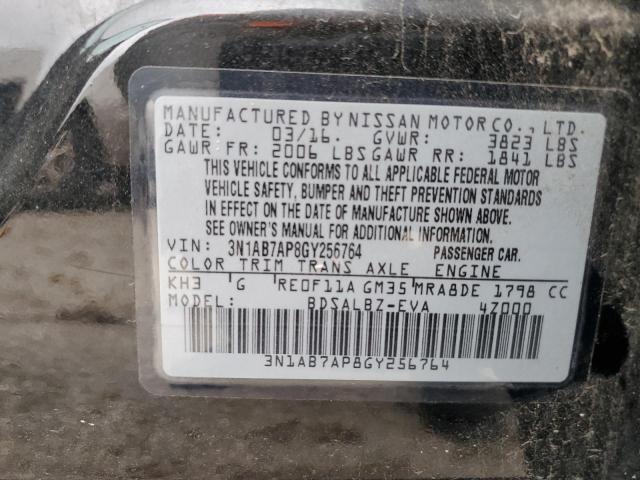 MANUFACTURED BY NISSAN MOTOR CO., LTD.
DATE: 03/16. GVWR: 3823 LBS
GAWR FR: 2006 LBS GAWR RR: 1841 LBS
THIS VEHICLE CONFORMS TO ALL APPLICABLE FEDERAL MOTOR
VEHICLE SAFETY, BUMPER AND THEFT PREVENTION STANDARDS
IN EFFECT ON THE DATE OF MANUFACTURE SHOWN ABOVE.
SEE OWNER'S MANUAL FOR ADDITIONAL INFORMATION.
VIN: 3N1AB7AP8GY256764 PASSENGER CAR.
COLOR TRIM TRANS AXLE ENGINE
KH3 G RE0F11A GM35 MRA8DE 1798 CC
MODEL: BDSALBZ-EVA 4Z000
3N1AB7AP8GY256764